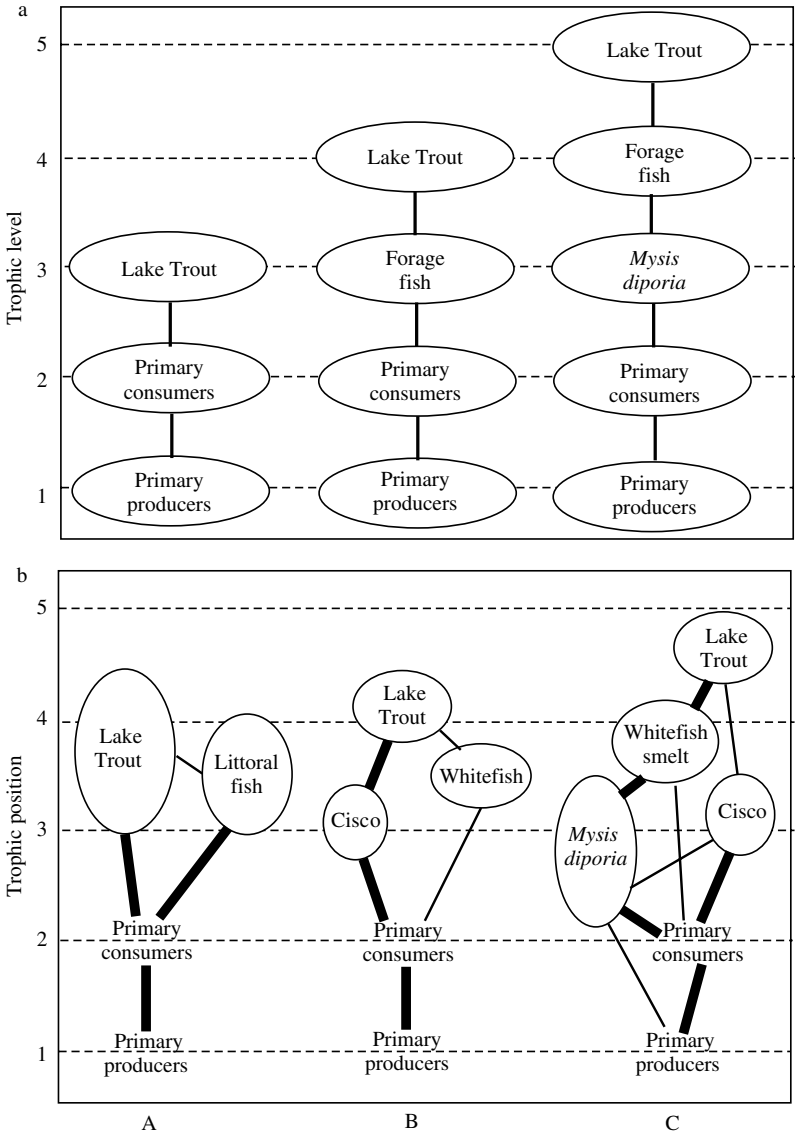 a
5
Lake Trout
4
Lake Trout
Forage
fish
Trophic level
3
Lake Trout
Forage
fish
Mysis
diporia
2
Primary
consumers
Primary
consumers
Primary
consumers
1
Primary
producers
Primary
producers
Primary
producers
b
5
Lake
Trout
4
Lake
Trout
Littoral
fish
Lake
Trout
Whitefish
Whitefish
smelt
Trophic position
3
Cisco
Mysis
diporia
Cisco
2
Primary
consumers
Primary
consumers
Primary
consumers
1
Primary
producers
Primary
producers
Primary
producers
A
B
C